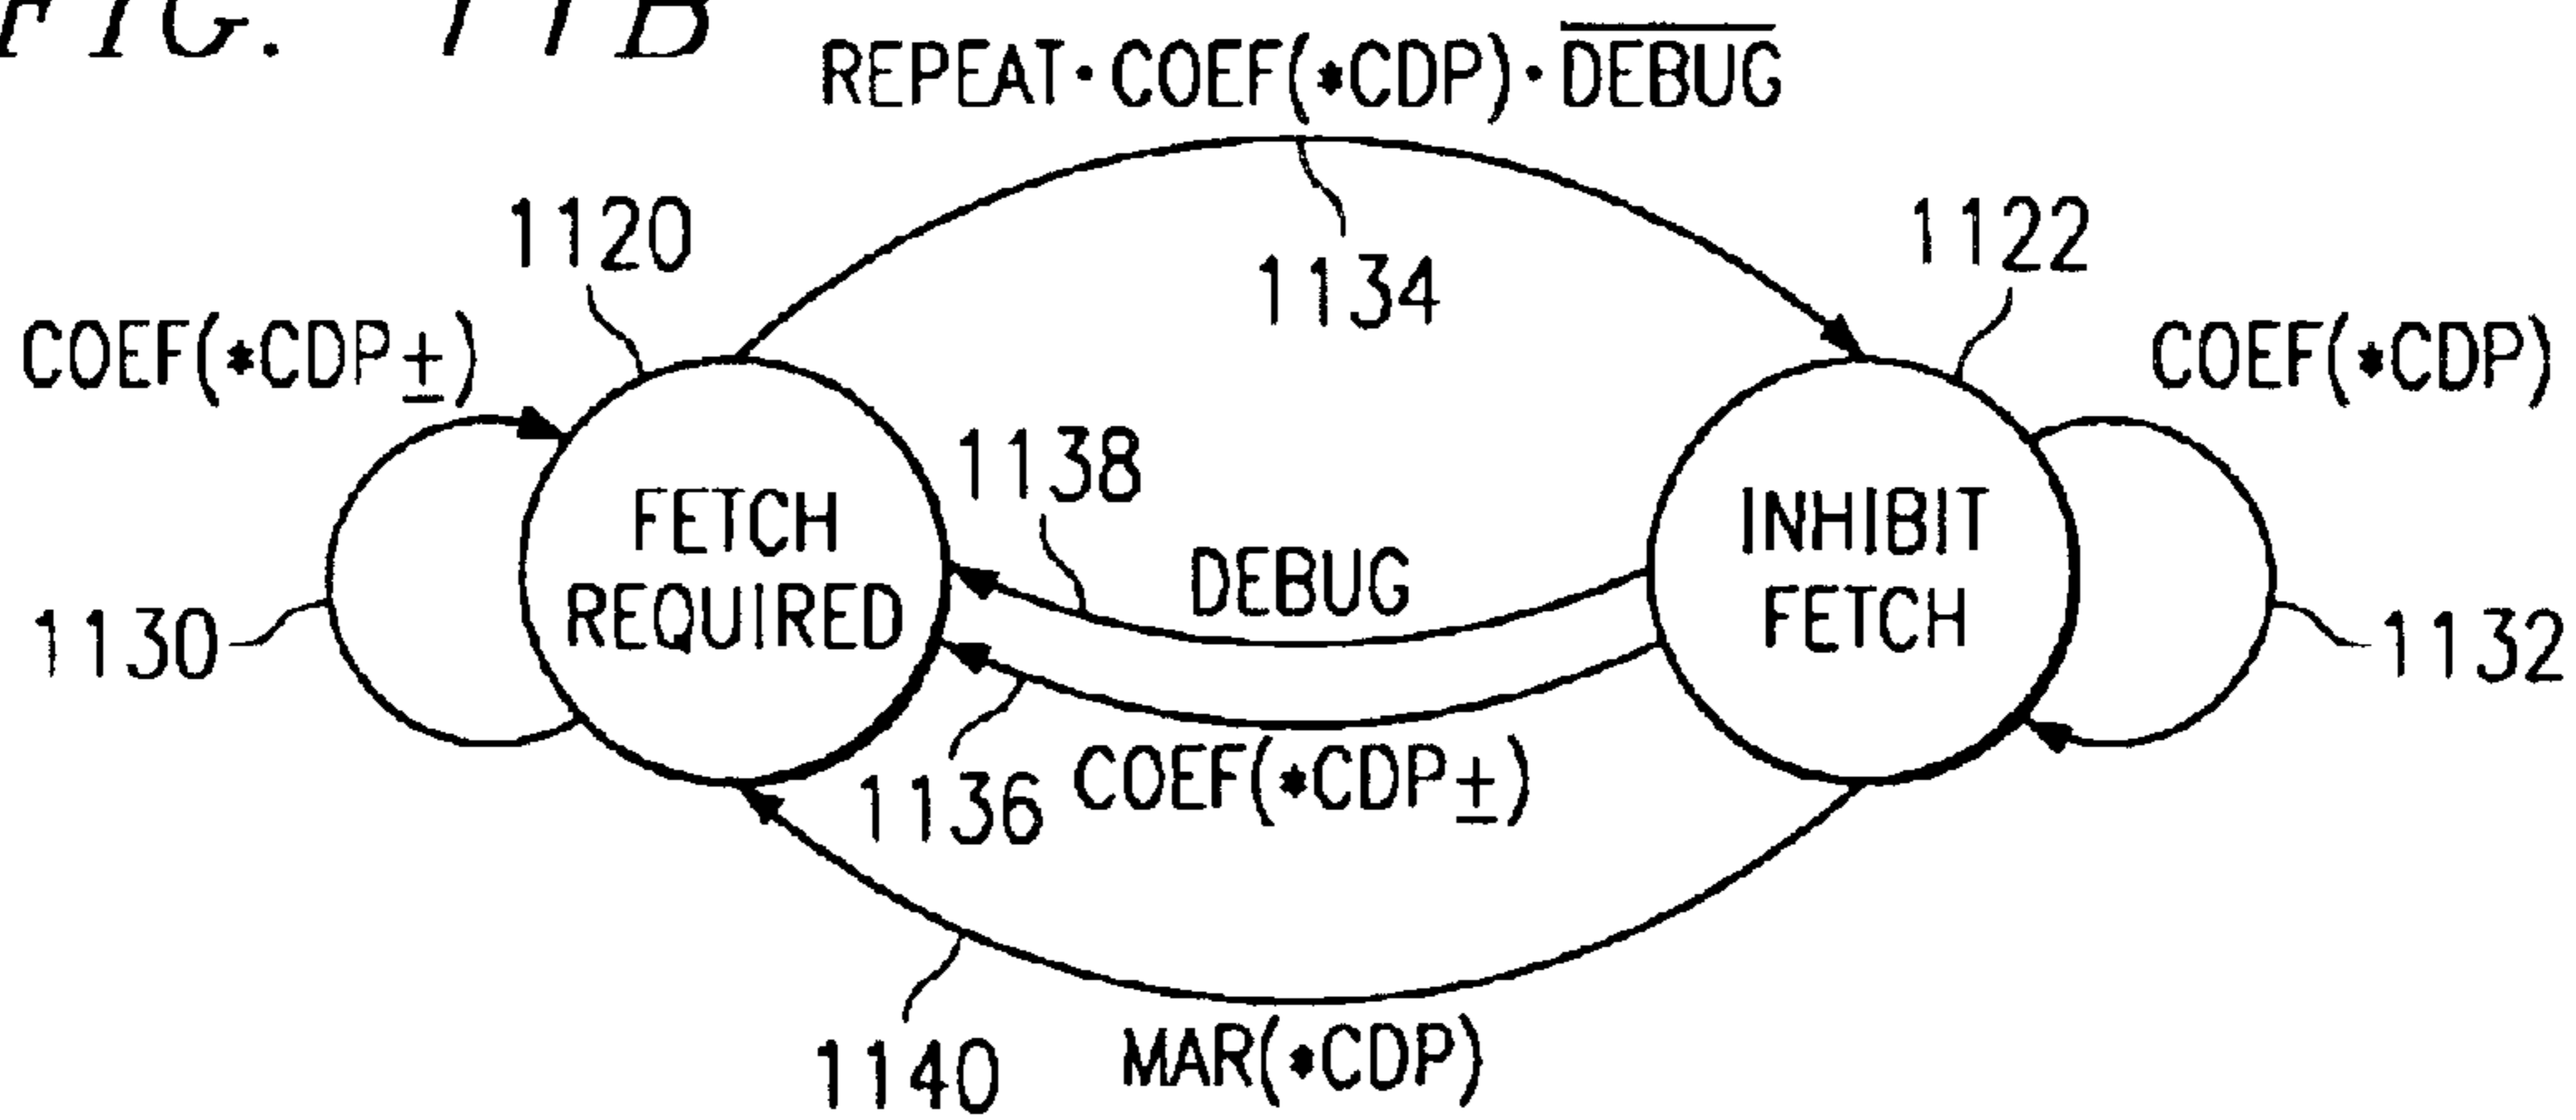 FIG. 11B
REPEAT·COEF(*CDP)·D̅E̅B̅U̅G̅
1120
1134
1122
COEF(*CDP±)
COEF(*CDP)
1138
FETCH
REQUIRED
INHIBIT
FETCH
DEBUG
1130
1132
1136
COEF(*CDP±)
1140
MAR(*CDP)